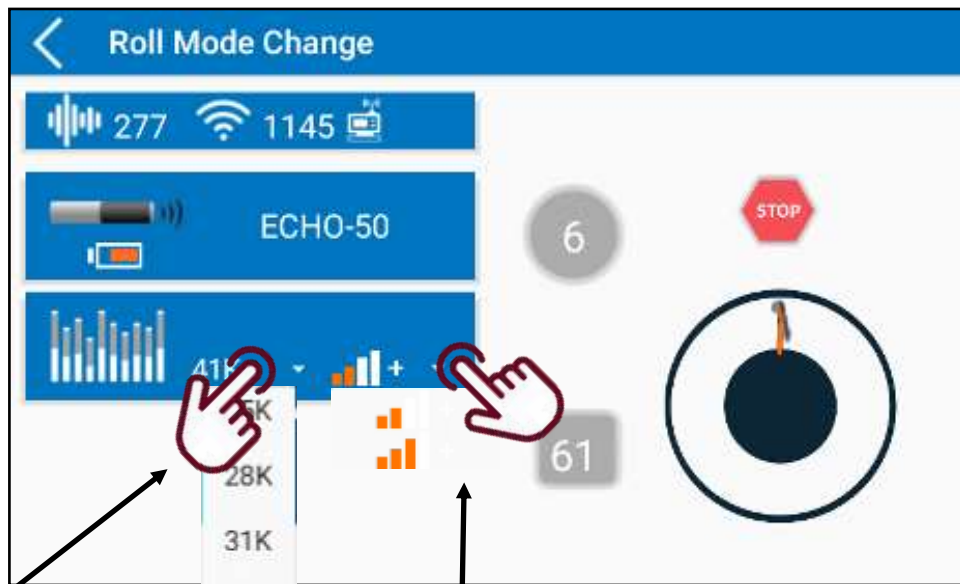 Roll Mode Change
277 1145
ECHO-50
6
STOP
41K +
28K
31K
61